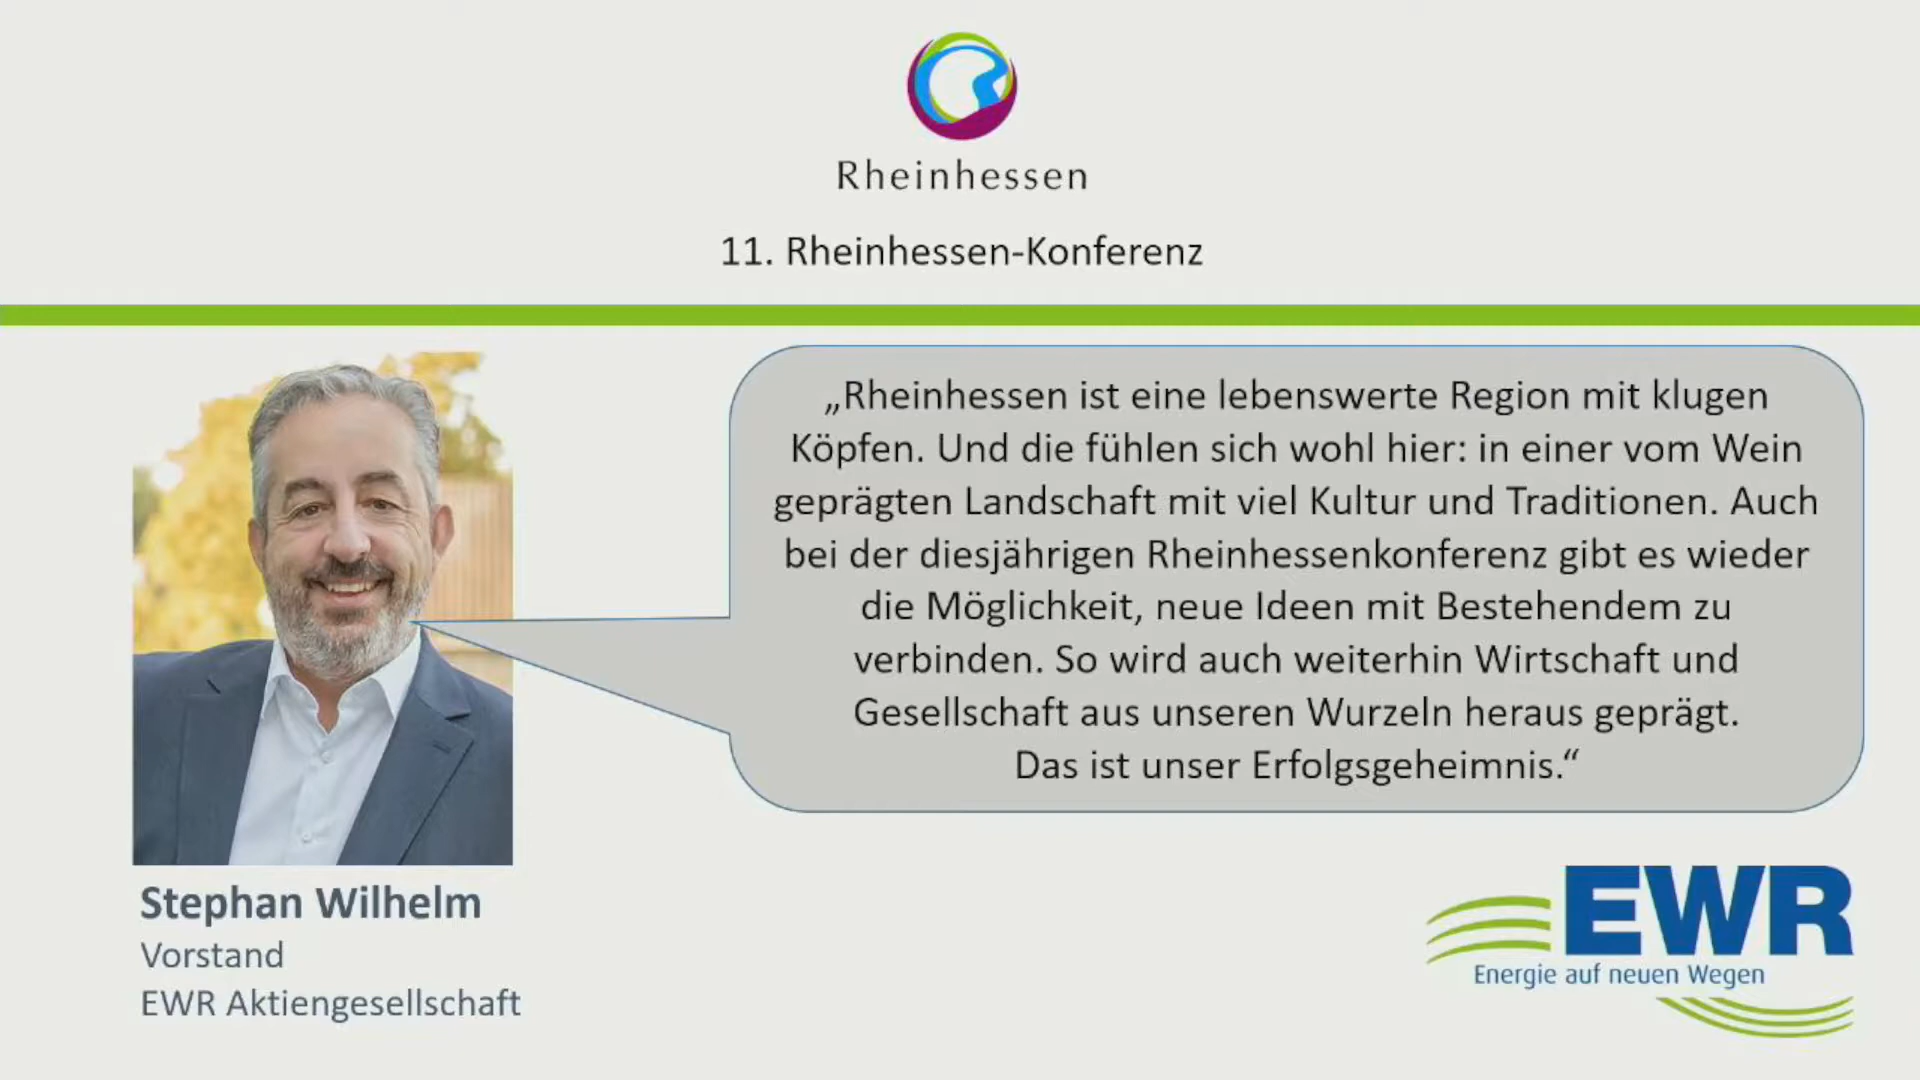 Rheinhessen
11. Rheinhessen-Konferenz
„Rheinhessen ist eine lebenswerte Region mit klugen
Köpfen. Und die fühlen sich wohl hier: in einer vom Wein
geprägten Landschaft mit viel Kultur und Traditionen. Auch
bei der diesjährigen Rheinhessenkonferenz gibt es wieder
die Möglichkeit, neue Ideen mit Bestehendem zu
verbinden. So wird auch weiterhin Wirtschaft und
Gesellschaft aus unseren Wurzeln heraus geprägt.
Das ist unser Erfolgsgeheimnis.“
Stephan Wilhelm
Vorstand
EWR Aktiengesellschaft
EWR
Energie auf neuen Wegen